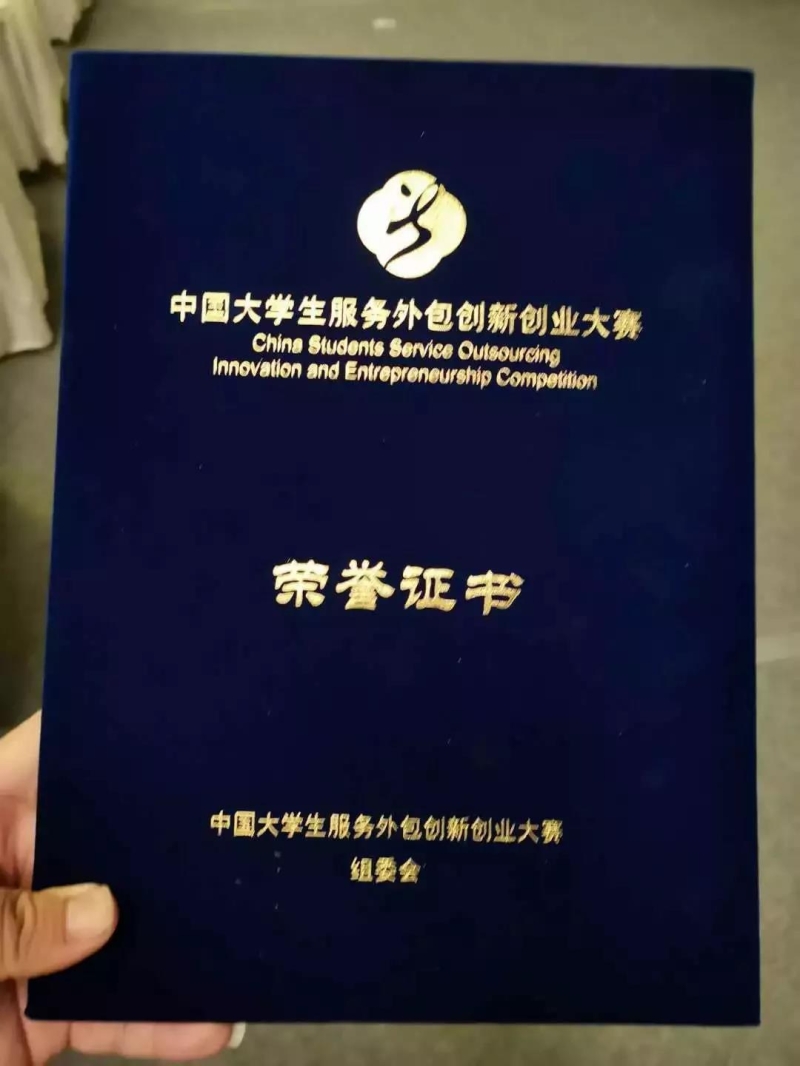 中国大学生服务外包创新创业大赛
China Students Service Outsourcing
Innovation and Entrepreneurship Competition
荣誉证书
中国大学生服务外包创新创业大赛
组委会